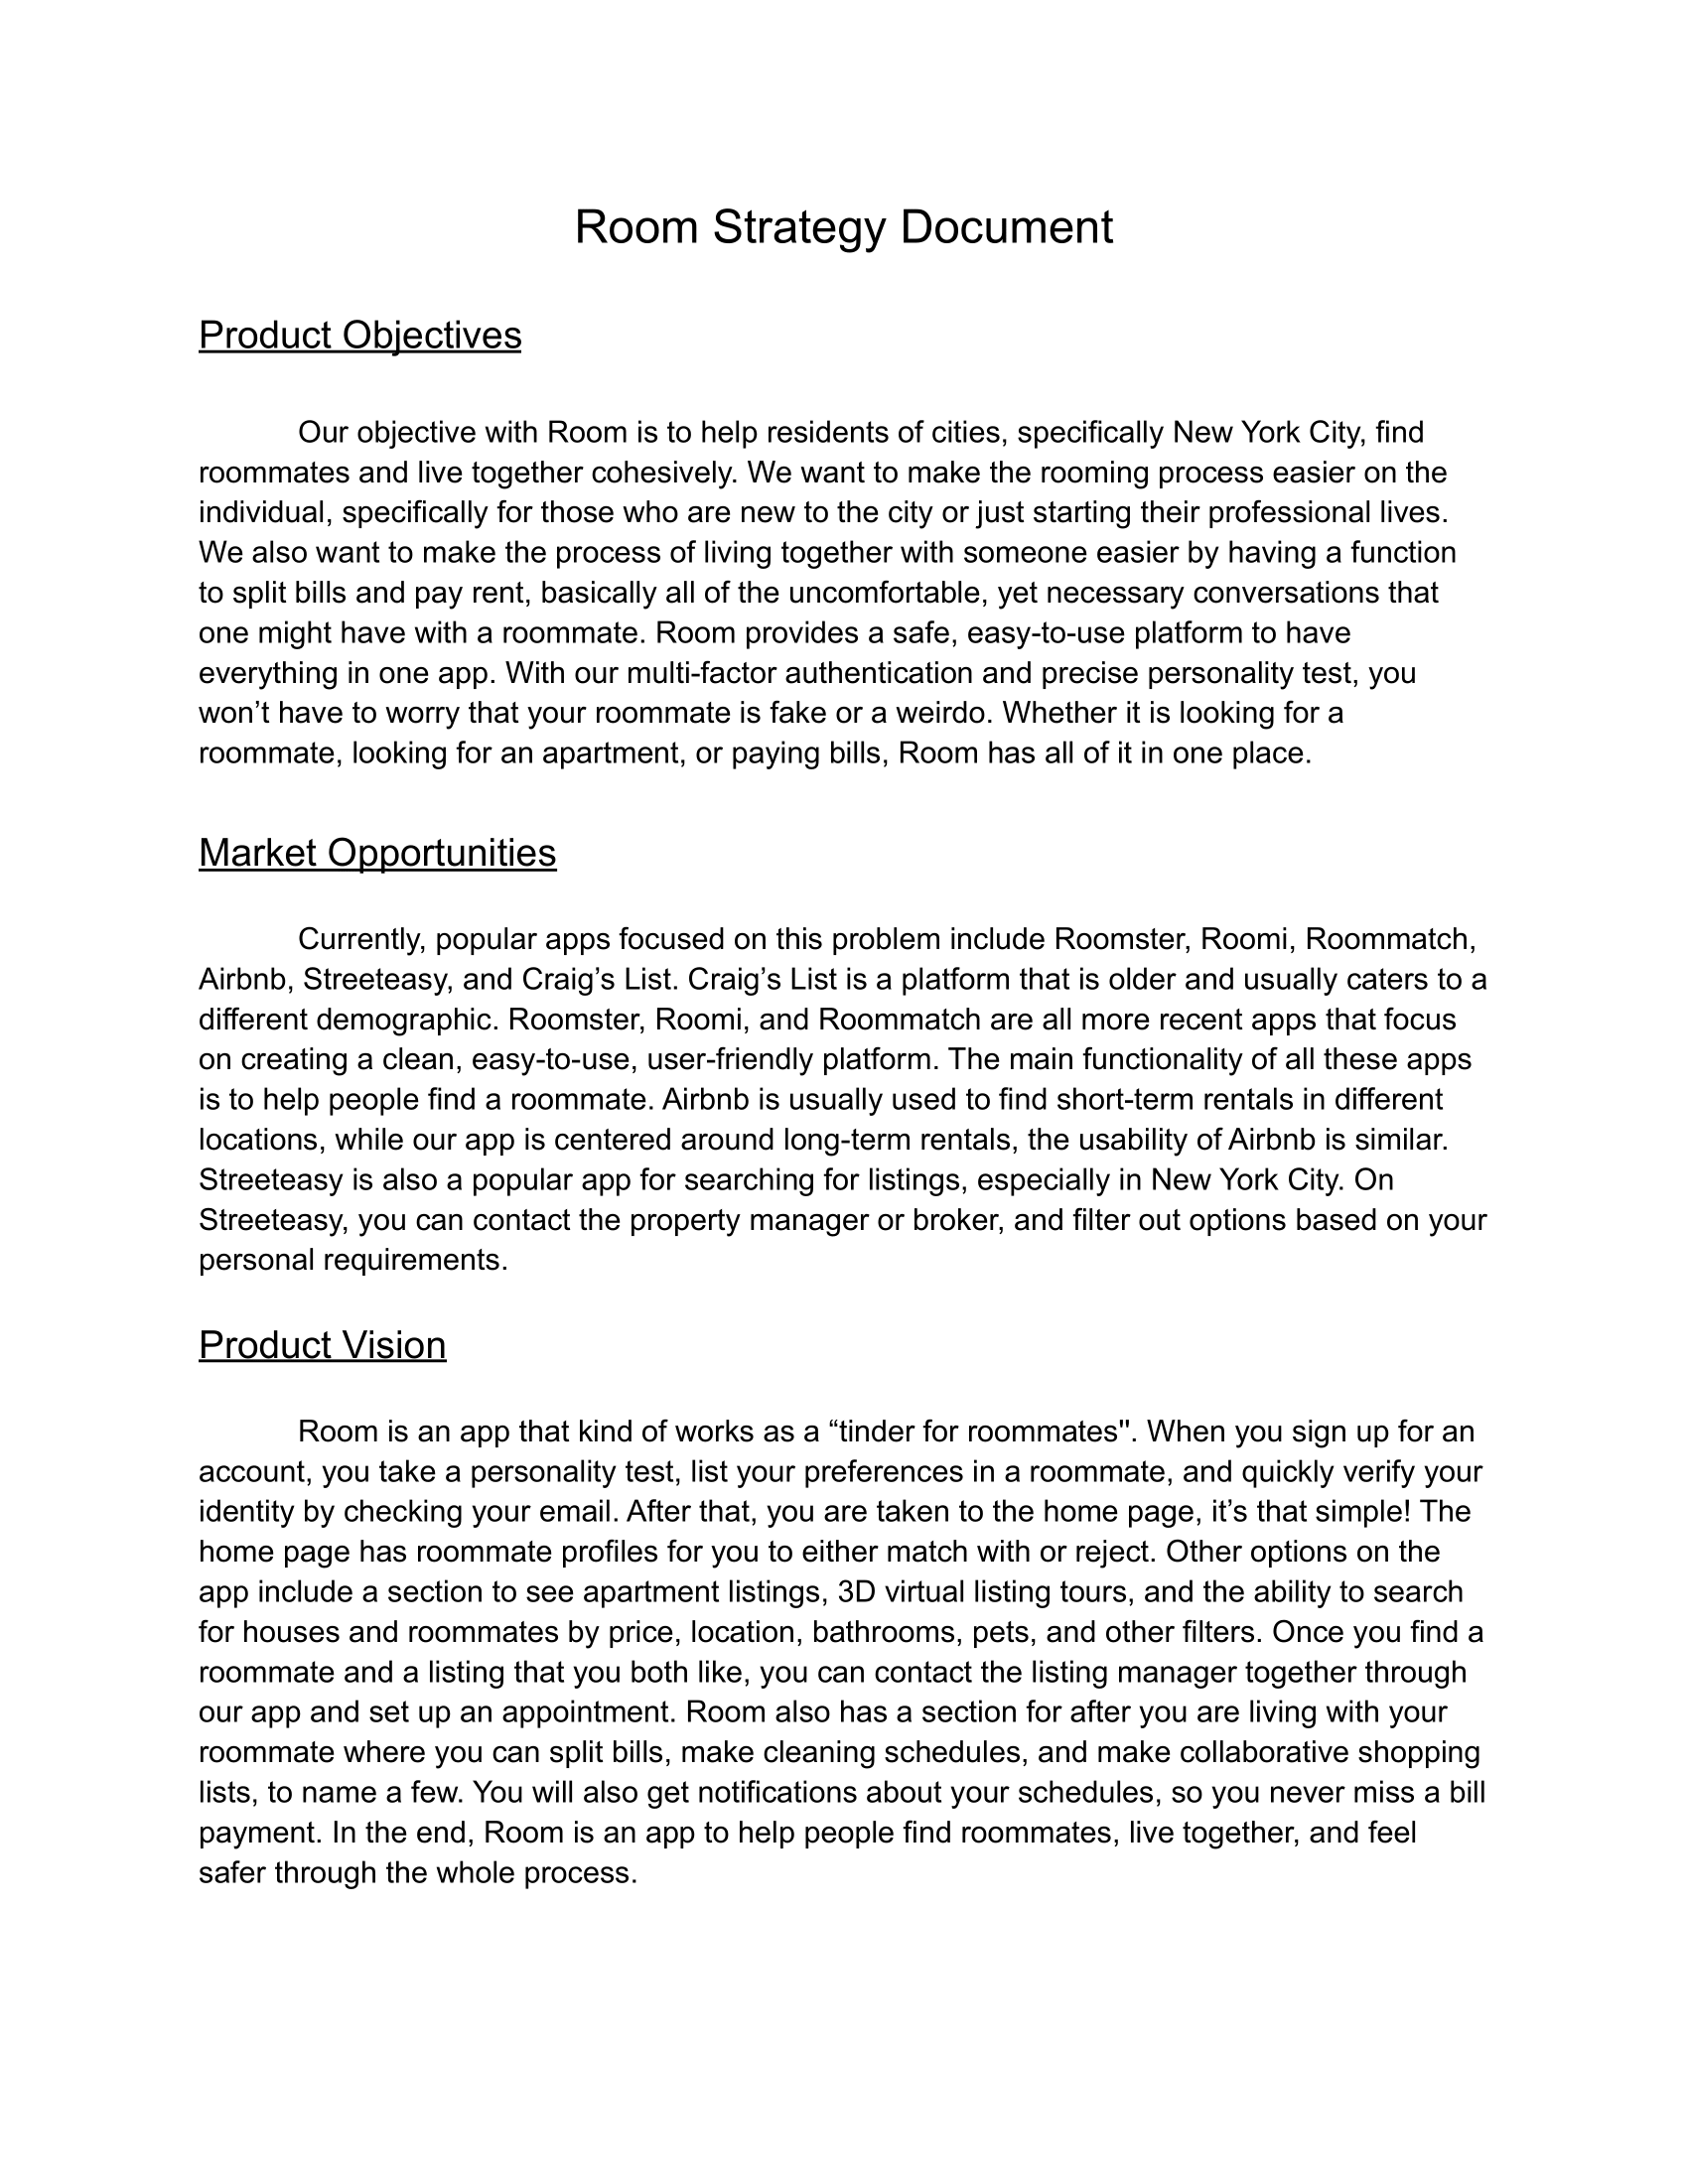 Room Strategy Document
Product Objectives
Our objective with Room is to help residents of cities, specifically New York City, find
roommates and live together cohesively. We want to make the rooming process easier on the
individual, specifically for those who are new to the city or just starting their professional lives.
We also want to make the process of living together with someone easier by having a function
to split bills and pay rent, basically all of the uncomfortable, yet necessary conversations that
one might have with a roommate. Room provides a safe, easy-to-use platform to have
everything in one app. With our multi-factor authentication and precise personality test, you
won’t have to worry that your roommate is fake or a weirdo. Whether it is looking for a
roommate, looking for an apartment, or paying bills, Room has all of it in one place.
Market Opportunities
Currently, popular apps focused on this problem include Roomster, Roomi, Roommatch,
Airbnb, Streeteasy, and Craig’s List. Craig’s List is a platform that is older and usually caters to a
different demographic. Roomster, Roomi, and Roommatch are all more recent apps that focus
on creating a clean, easy-to-use, user-friendly platform. The main functionality of all these apps
is to help people find a roommate. Airbnb is usually used to find short-term rentals in different
locations, while our app is centered around long-term rentals, the usability of Airbnb is similar.
Streeteasy is also a popular app for searching for listings, especially in New York City. On
Streeteasy, you can contact the property manager or broker, and filter out options based on your
personal requirements.
Product Vision
Room is an app that kind of works as a “tinder for roommates". When you sign up for an
account, you take a personality test, list your preferences in a roommate, and quickly verify your
identity by checking your email. After that, you are taken to the home page, it’s that simple! The
home page has roommate profiles for you to either match with or reject. Other options on the
app include a section to see apartment listings, 3D virtual listing tours, and the ability to search
for houses and roommates by price, location, bathrooms, pets, and other filters. Once you find a
roommate and a listing that you both like, you can contact the listing manager together through
our app and set up an appointment. Room also has a section for after you are living with your
roommate where you can split bills, make cleaning schedules, and make collaborative shopping
lists, to name a few. You will also get notifications about your schedules, so you never miss a bill
payment. In the end, Room is an app to help people find roommates, live together, and feel
safer through the whole process.